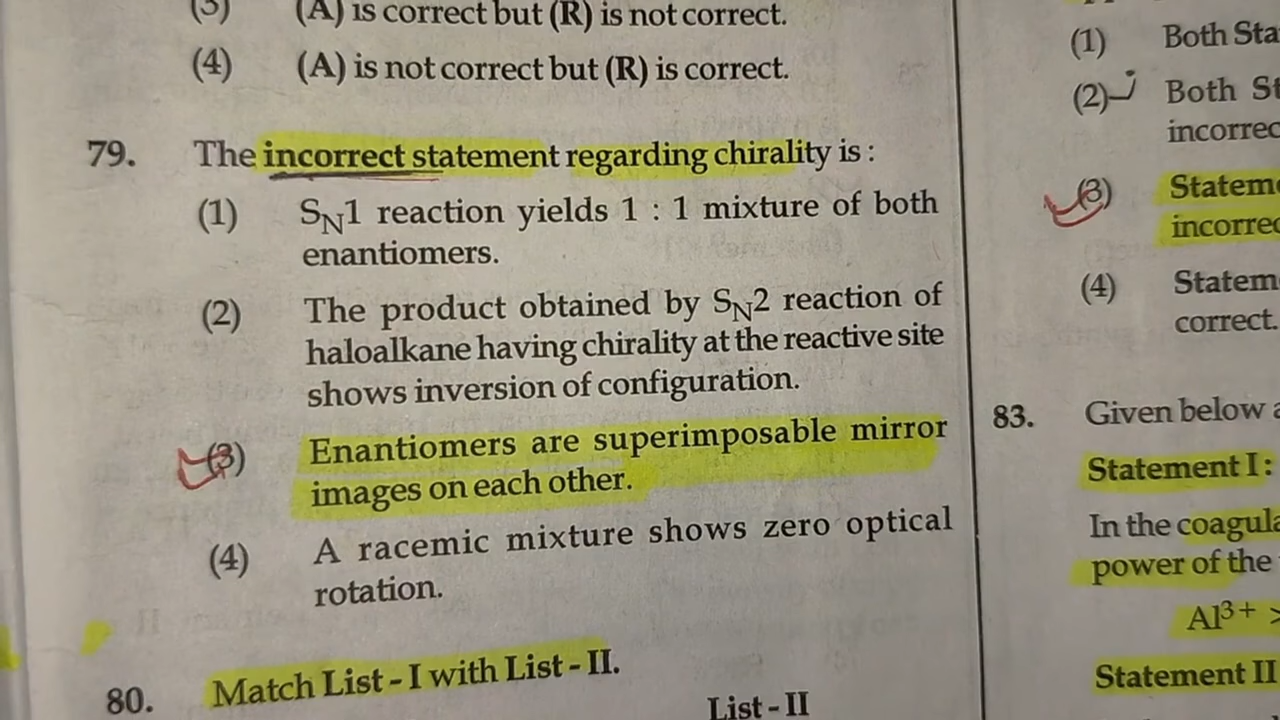 (3) (A) is correct but (R) is not correct.
(4) (A) is not correct but (R) is correct.
79. The incorrect statement regarding chirality is :
(1) SN1 reaction yields 1 : 1 mixture of both
enantiomers.
(2) The product obtained by SN2 reaction of
haloalkane having chirality at the reactive site
shows inversion of configuration.
(3) Enantiomers are superimposable mirror
images on each other.
(4) A racemic mixture shows zero optical
rotation.
80. Match List - I with List - II.
List - II
(1) Both Sta
(2) Both St
incorrec
(3) Statem
incorrec
(4) Statem
correct.
83. Given below a
Statement I :
In the coagula
power of the
Al3+ >
Statement II